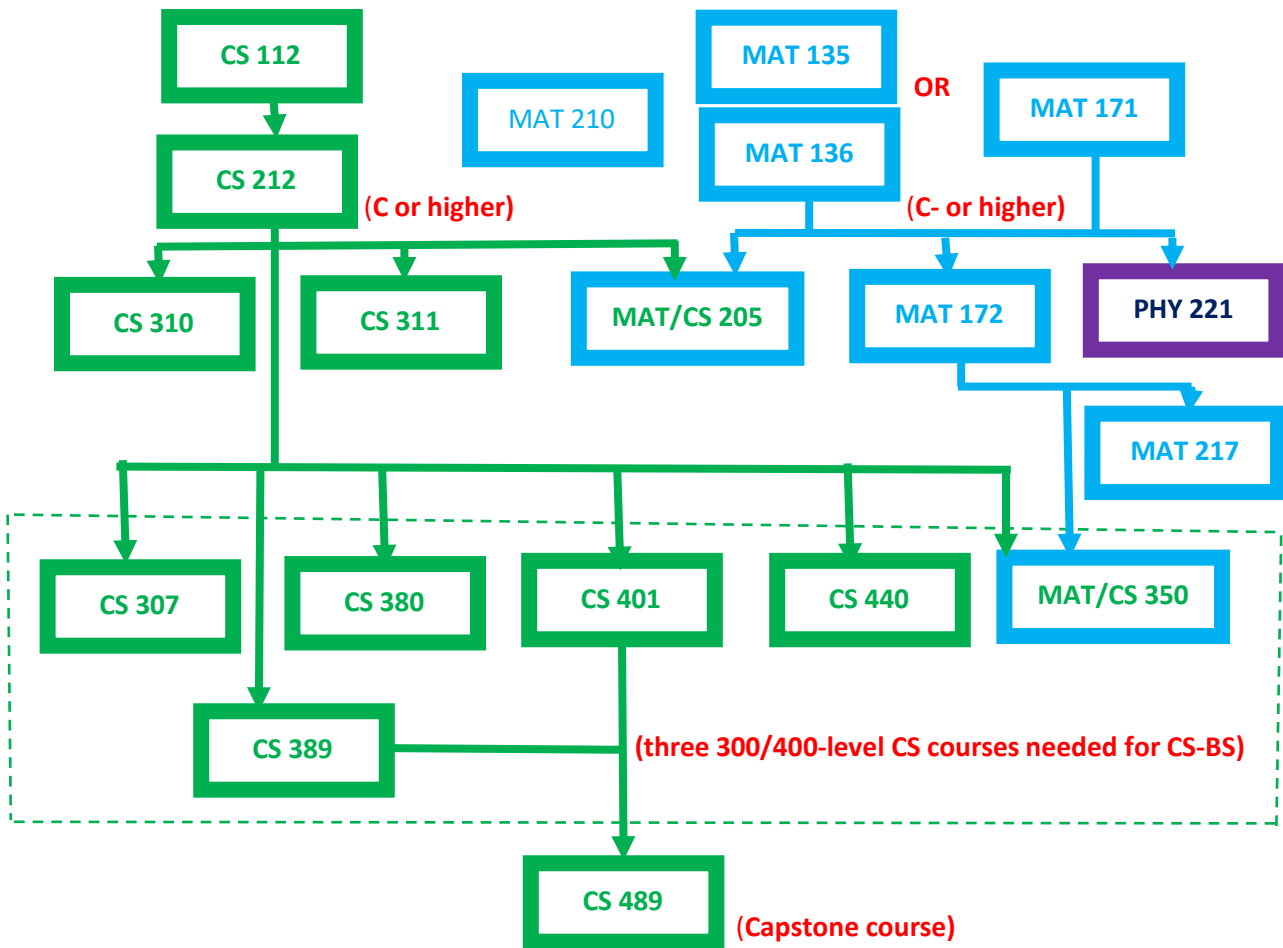 CS 112
MAT 135
OR
MAT 171
MAT 210
MAT 136
CS 212
(C or higher)
(C- or higher)
CS 310
CS 311
MAT/CS 205
MAT 172
PHY 221
MAT 217
CS 307
CS 380
CS 401
CS 440
MAT/CS 350
CS 389
(three 300/400-level CS courses needed for CS-BS)
CS 489
(Capstone course)